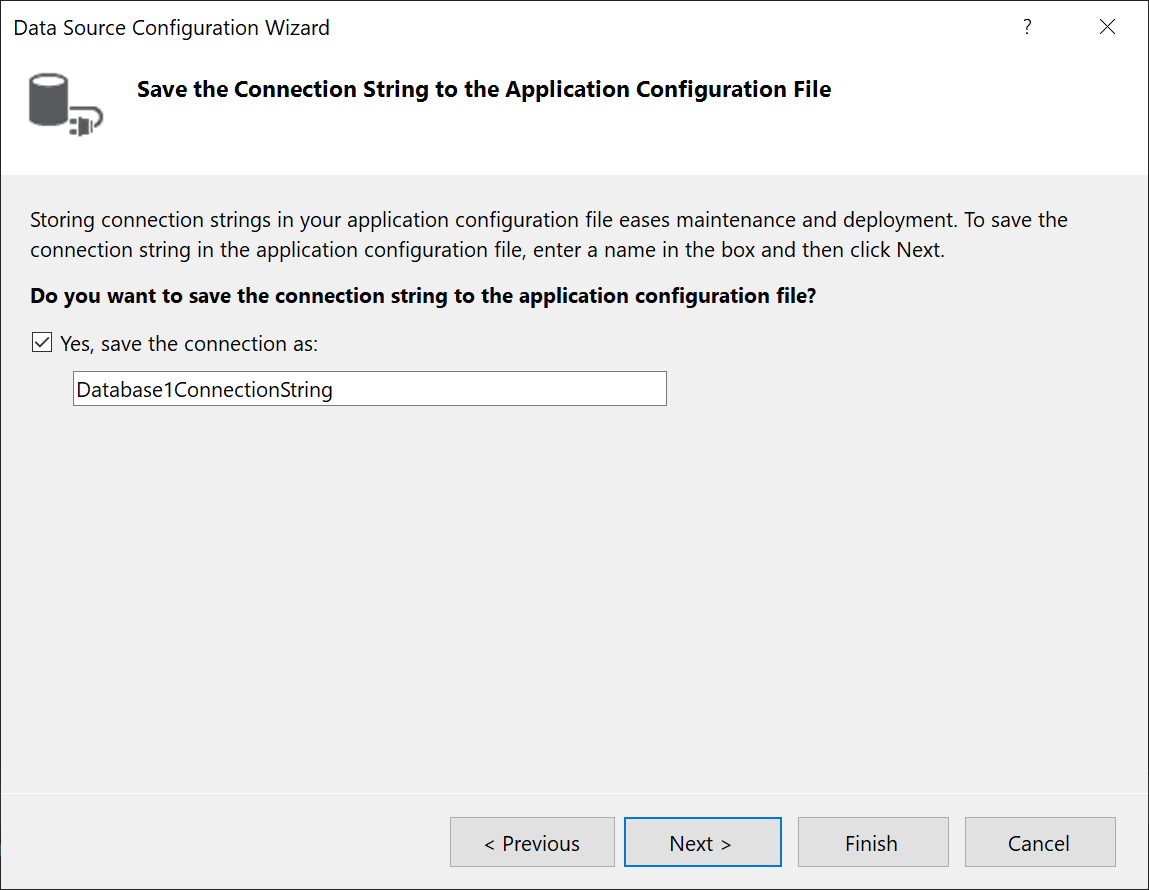 Data Source Configuration Wizard
?
Save the Connection String to the Application Configuration File
Storing connection strings in your application configuration file eases maintenance and deployment. To save the
connection string in the application configuration file, enter a name in the box and then click Next.
Do you want to save the connection string to the application configuration file?
Yes, save the connection as:
Database1ConnectionString
< Previous
Next >
Finish
Cancel